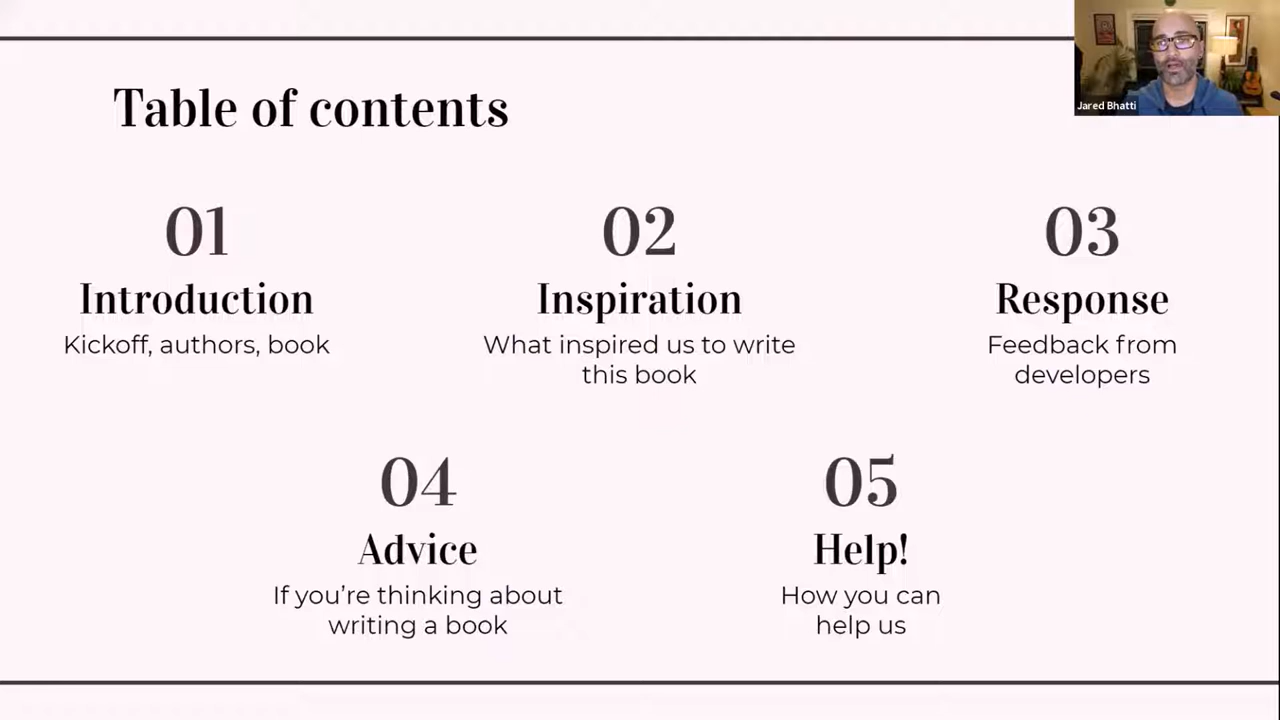 Table of contents
Jared Bhatti
01
Introduction
Kickoff, authors, book
02
Inspiration
What inspired us to write
this book
03
Response
Feedback from
developers
04
Advice
If you’re thinking about
writing a book
05
Help!
How you can
help us